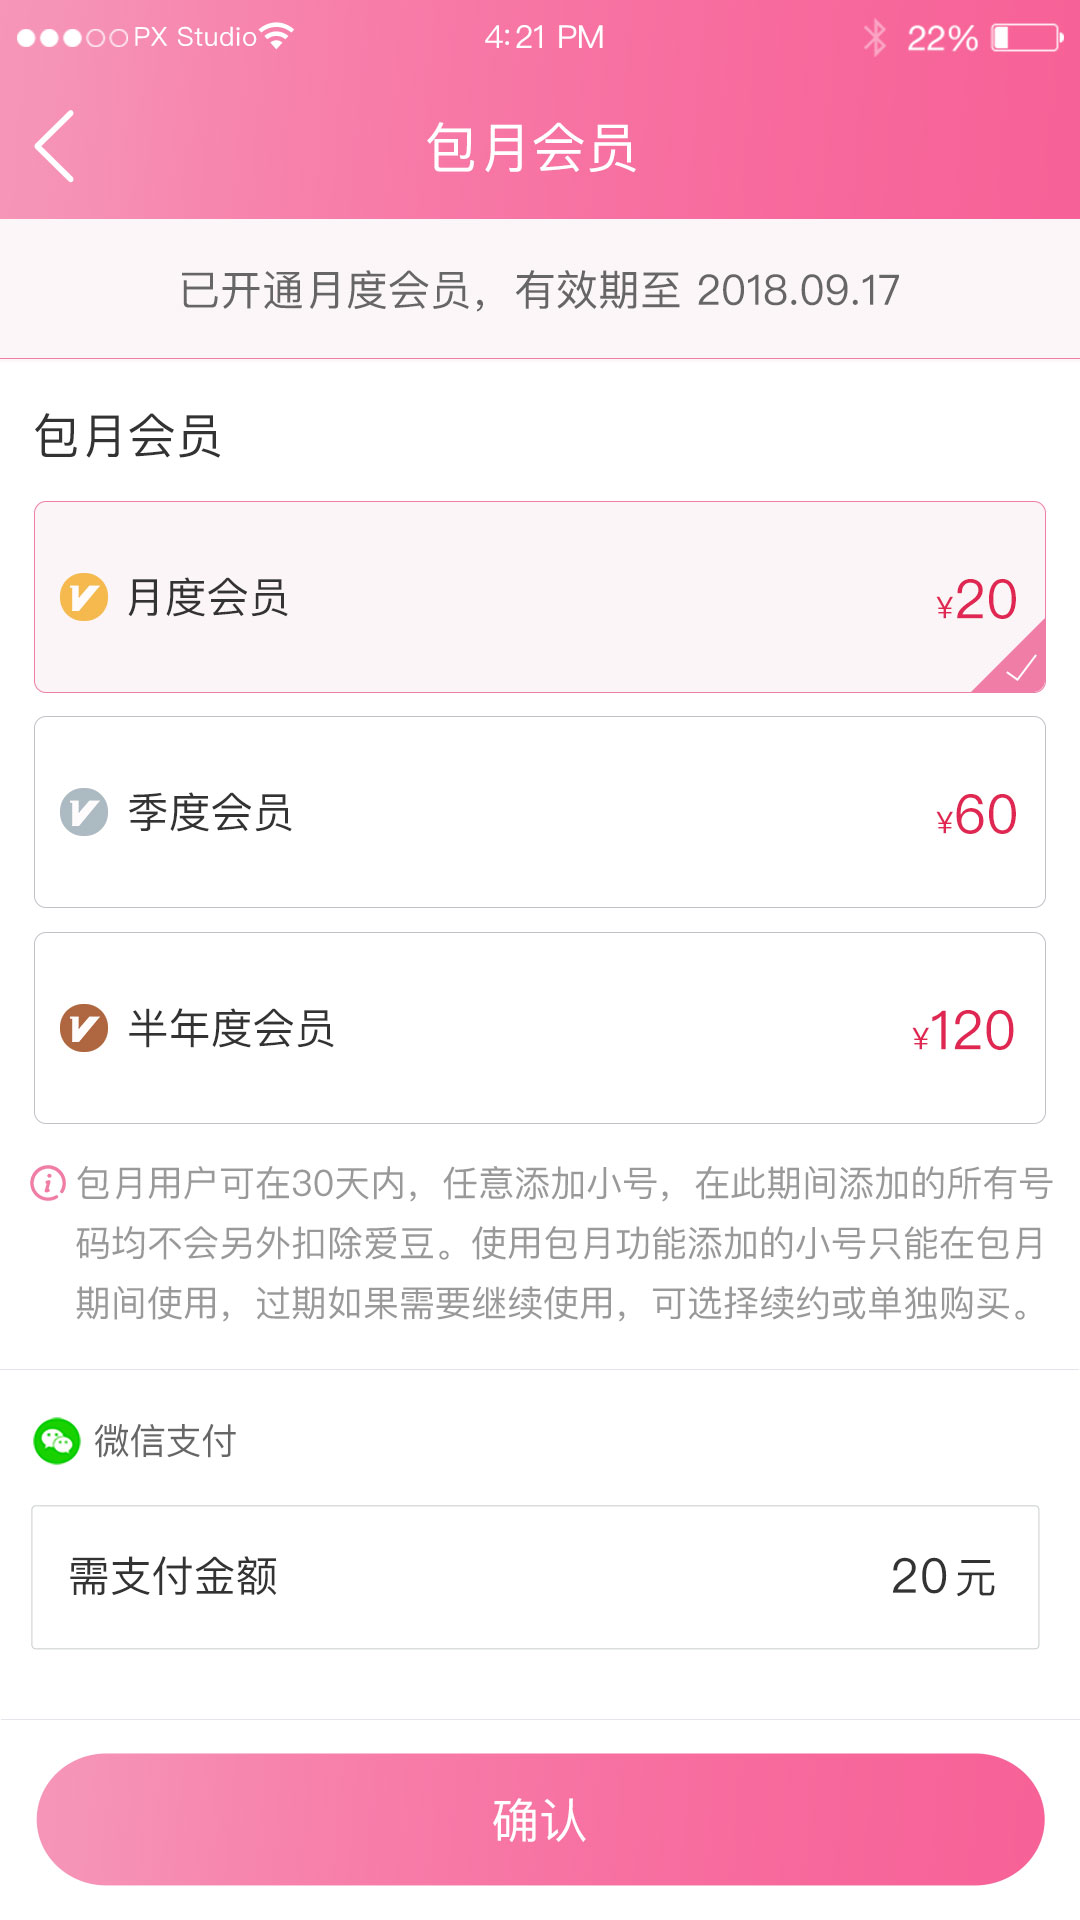 PX Studio 4:21 PM 22%
包月会员
已开通月度会员，有效期至 2018.09.17
包月会员
月度会员 ¥20
季度会员 ¥60
半年度会员 ¥120
包月用户可在30天内，任意添加小号，在此期间添加的所有号
码均不会另外扣除爱豆。使用包月功能添加的小号只能在包月
期间使用，过期如果需要继续使用，可选择续约或单独购买。
微信支付
需支付金额 20元
确认